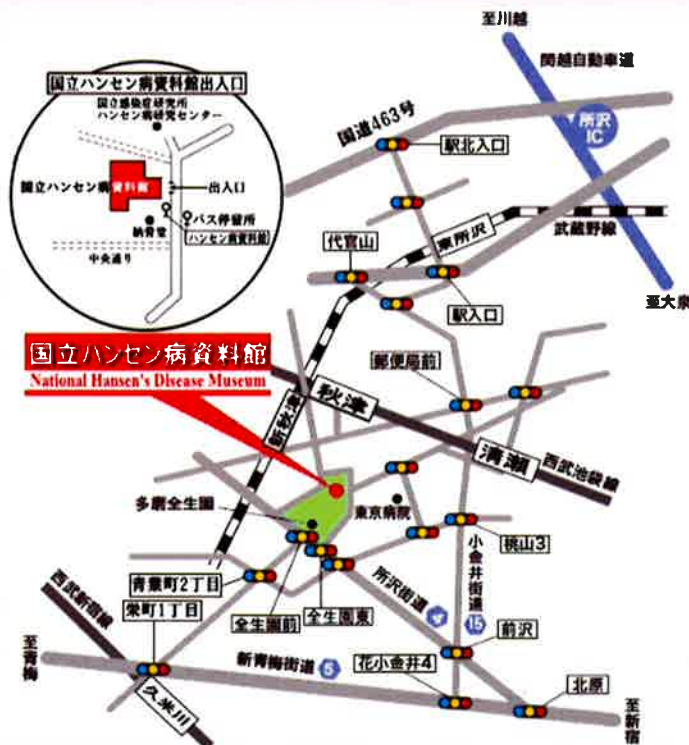 国立ハンセン病資料館出入口
国立感染症研究所
ハンセン病研究センター
国立ハンセン病資料館
出入口
バス停留所
ハンセン病資料館
納骨堂
中央通り
至川越
関越自動車道
所沢
IC
国道463号
駅北入口
東所沢
武蔵野線
代官山
駅入口
至大泉
国立ハンセン病資料館
National Hansen's Disease Museum
郵便局前
新秋津
秋津
清瀬
西武池袋線
多磨全生園
東京病院
桃山3
小金井街道
15
所沢街道
4
青葉町2丁目
全生園前
全生園東
栄町1丁目
西武新宿線
前沢
至青梅
新青梅街道
5
花小金井4
北原
久米川
至新宿